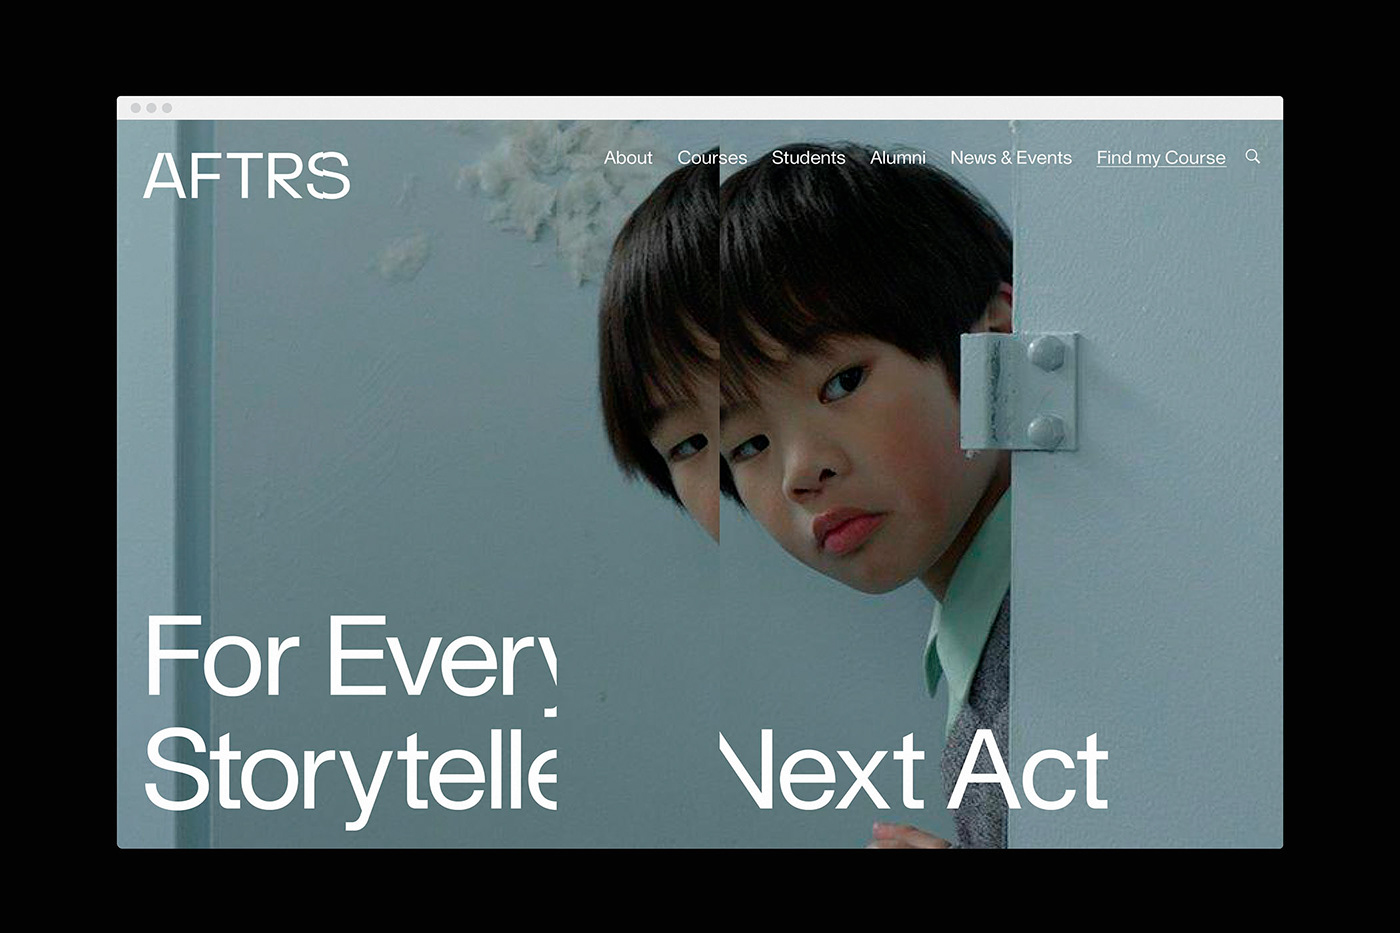 AFTRS
About Courses Students Alumni News & Events Find my Course
For Every
Storytelle Next Act